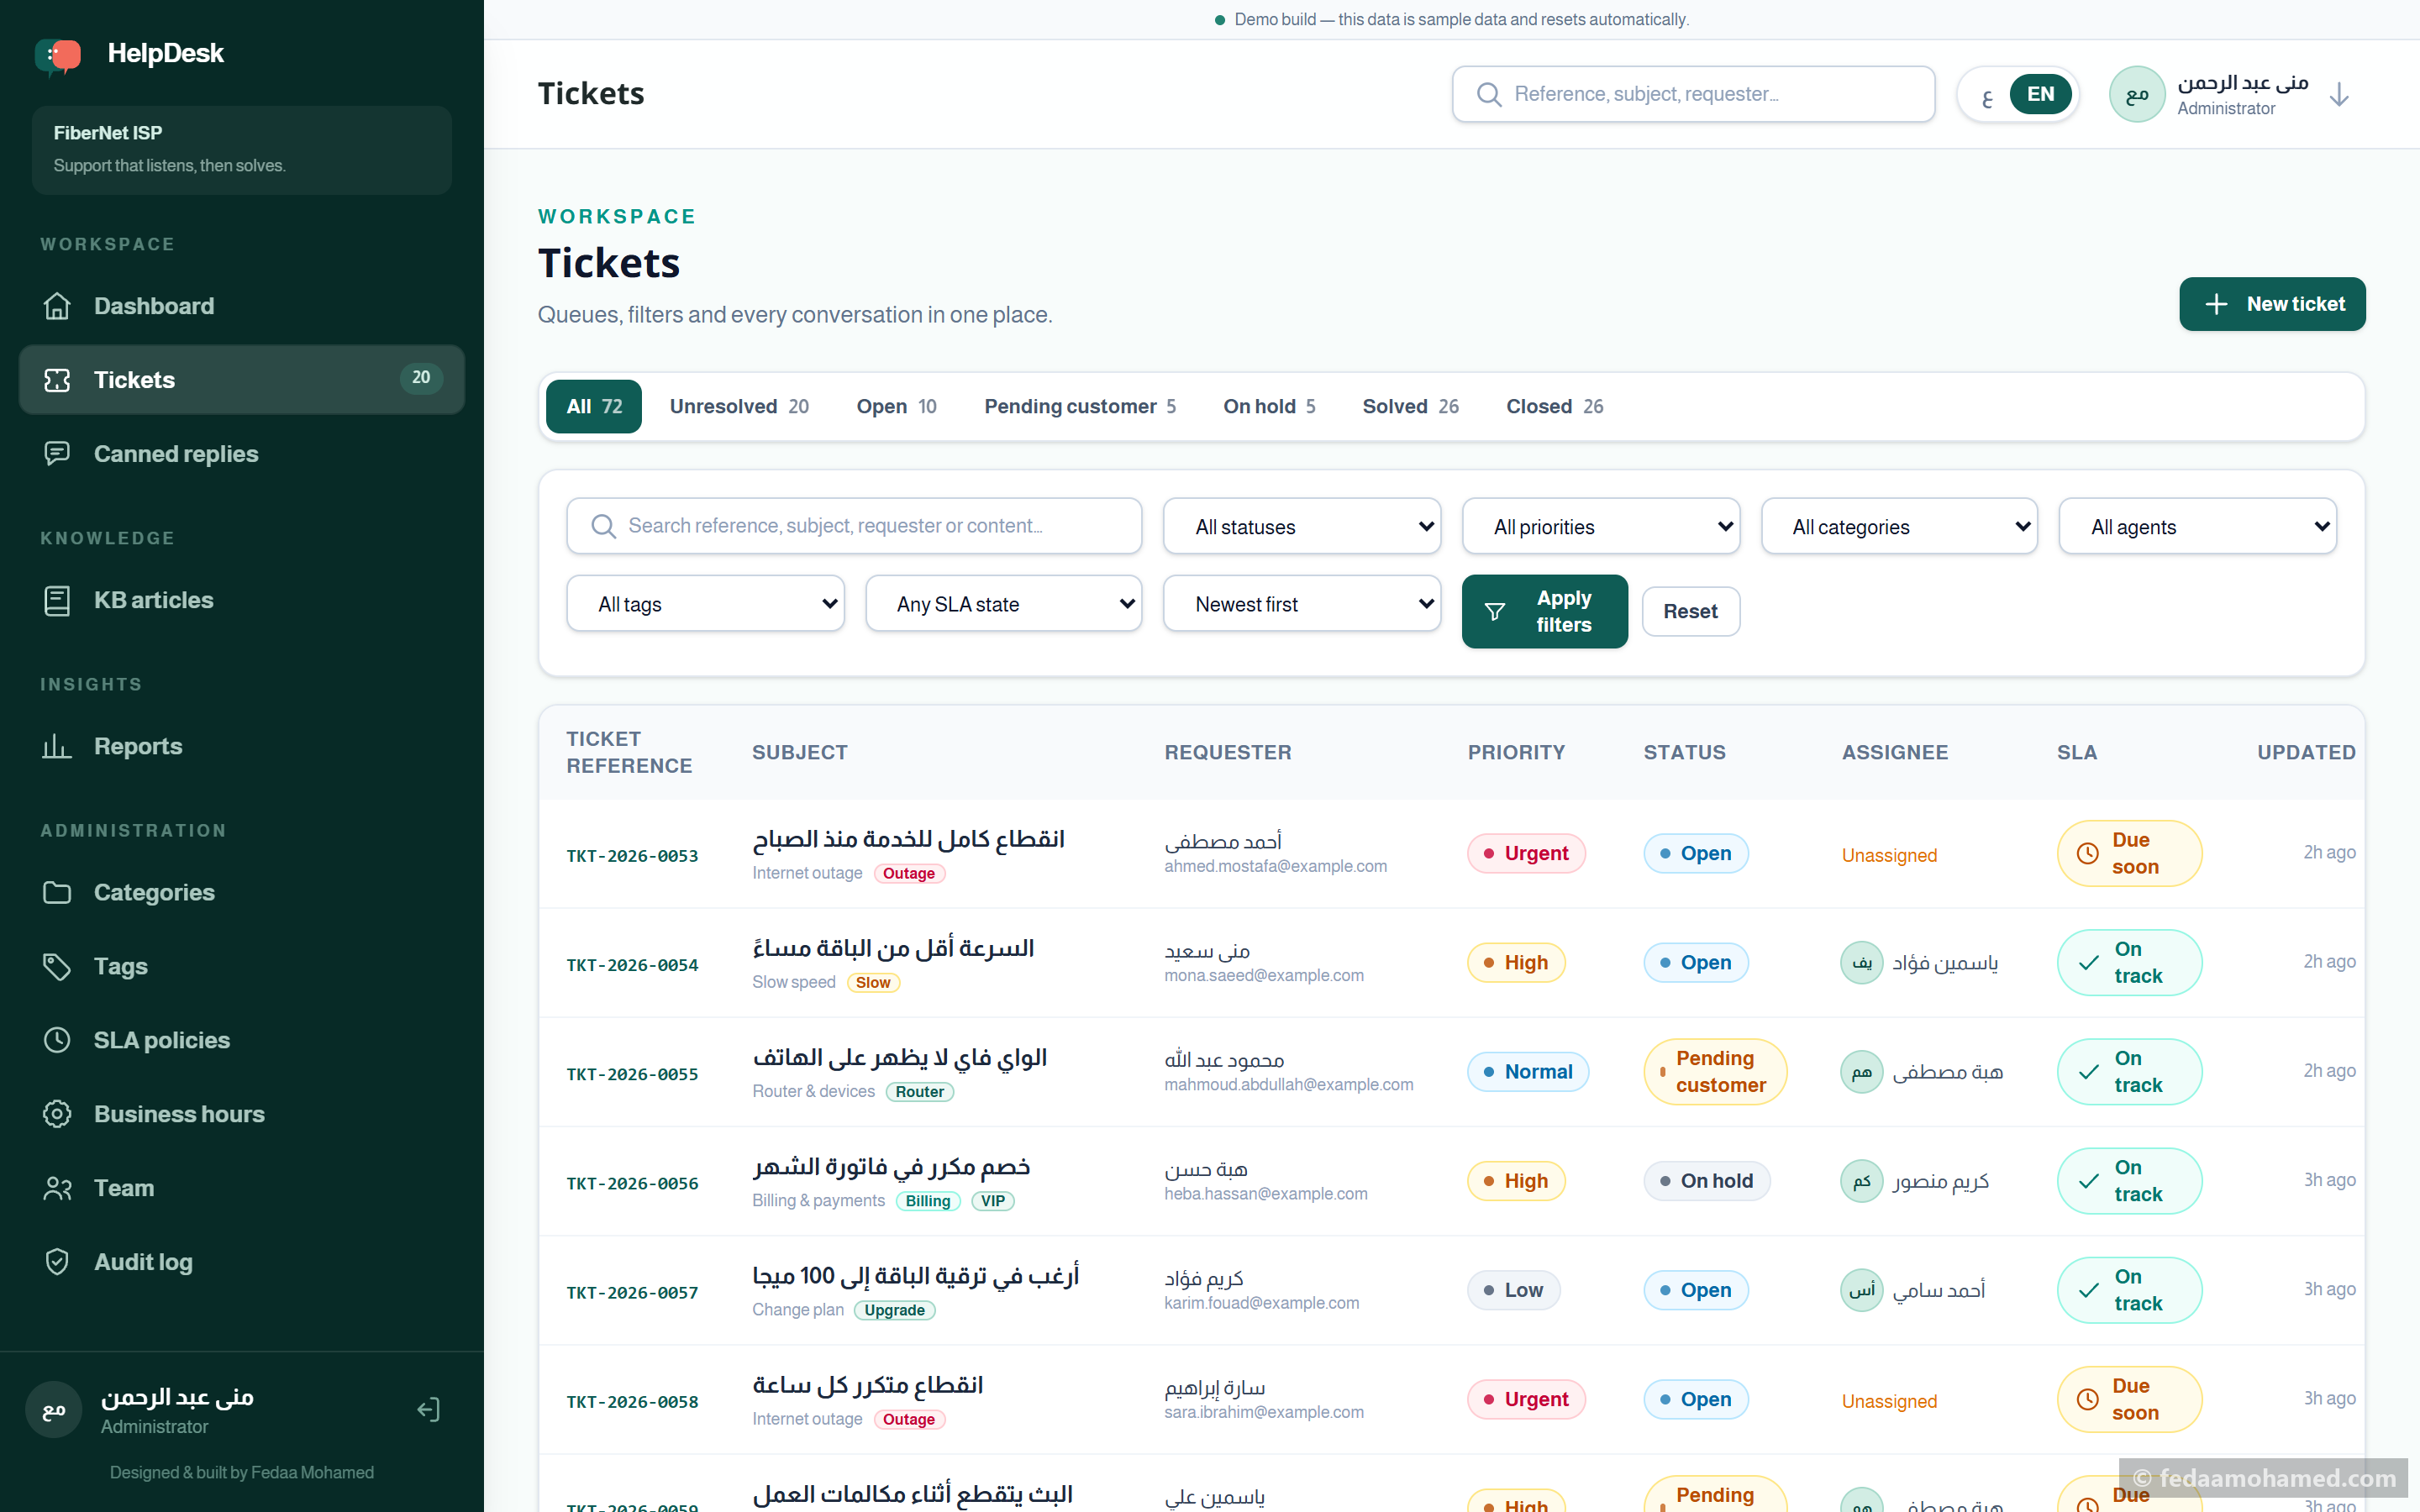 HelpDesk
FiberNet ISP
Support that listens, then solves.
WORKSPACE
Dashboard
Tickets 20
Canned replies
KNOWLEDGE
KB articles
INSIGHTS
Reports
ADMINISTRATION
Categories
Tags
SLA policies
Business hours
Team
Audit log
مع
منى عبد الرحمن
Administrator
Designed & built by Fedaa Mohamed
Demo build — this data is sample data and resets automatically.
Tickets
Reference, subject, requester...
ع EN
مع
منى عبد الرحمن
Administrator
WORKSPACE
Tickets
Queues, filters and every conversation in one place.
New ticket
All 72 Unresolved 20 Open 10 Pending customer 5 On hold 5 Solved 26 Closed 26
Search reference, subject, requester or content...
All statuses
All priorities
All categories
All agents
All tags
Any SLA state
Newest first
Apply filters
Reset
TICKET REFERENCE SUBJECT REQUESTER PRIORITY STATUS ASSIGNEE SLA UPDATED
TKT-2026-0053
انقطاع كامل للخدمة منذ الصباح
Internet outage Outage
أحمد مصطفى
ahmed.mostafa@example.com
Urgent
Open
Unassigned
Due soon
2h ago
TKT-2026-0054
السرعة أقل من الباقة مساءً
Slow speed Slow
منى سعيد
mona.saeed@example.com
High
Open
يف ياسمين فؤاد
On track
2h ago
TKT-2026-0055
الواي فاي لا يظهر على الهاتف
Router & devices Router
محمود عبد الله
mahmoud.abdullah@example.com
Normal
Pending customer
هم هبة مصطفى
On track
2h ago
TKT-2026-0056
خصم مكرر في فاتورة الشهر
Billing & payments Billing VIP
هبة حسن
heba.hassan@example.com
High
On hold
كم كريم منصور
On track
3h ago
TKT-2026-0057
أرغب في ترقية الباقة إلى 100 ميجا
Change plan Upgrade
كريم فؤاد
karim.fouad@example.com
Low
Open
أس أحمد سامي
On track
3h ago
TKT-2026-0058
انقطاع متكرر كل ساعة
Internet outage Outage
سارة إبراهيم
sara.ibrahim@example.com
Urgent
Open
Unassigned
Due soon
3h ago
TKT-2026-0059
البث يتقطع أثناء مكالمات العمل
ياسمين علي
High
Pending
هم هبة مصطفى
Due
3h ago
© fedaamohamed.com